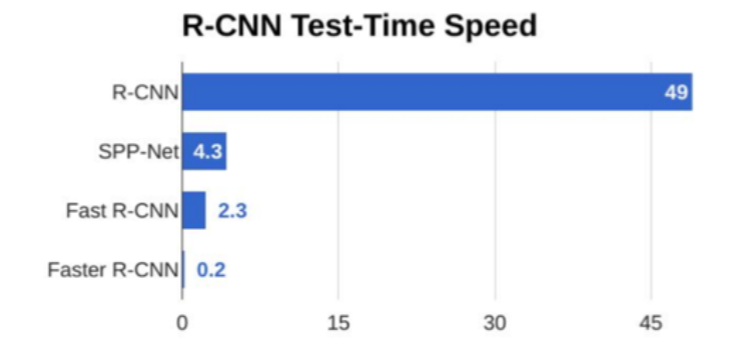 R-CNN Test-Time Speed
R-CNN 49
SPP-Net 4.3
Fast R-CNN 2.3
Faster R-CNN 0.2
0 15 30 45